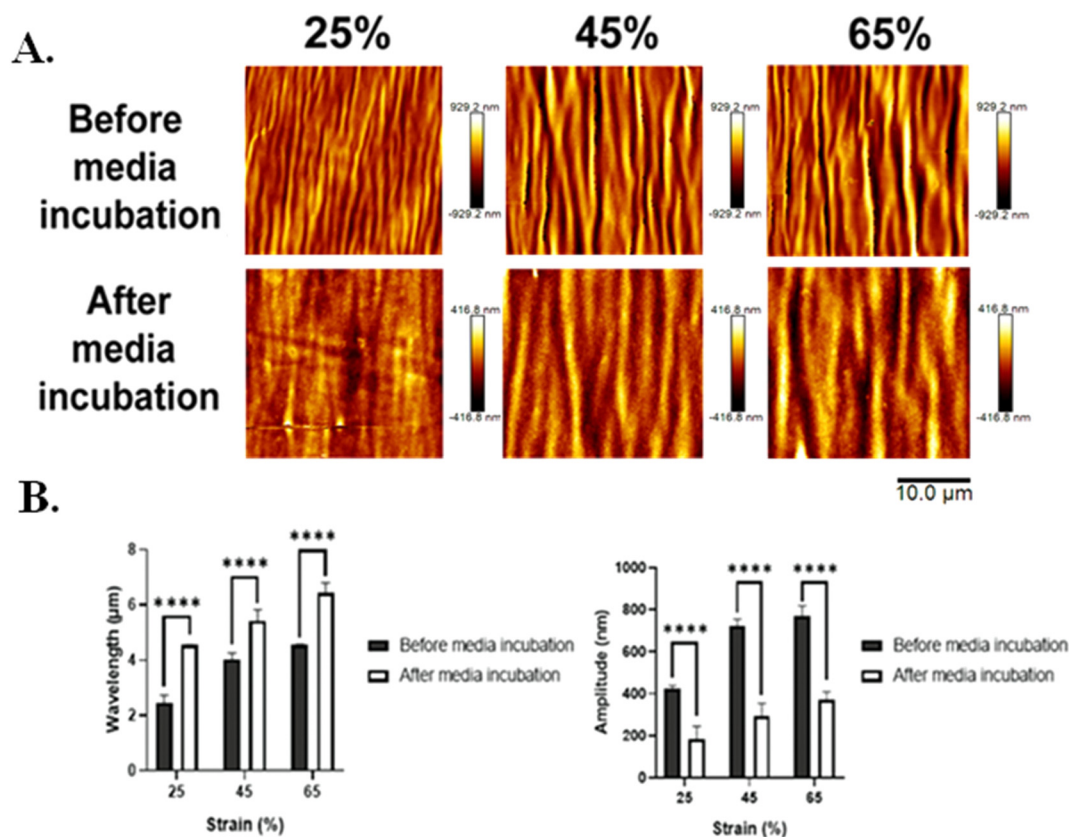 A.
25%
45%
65%
Before
media
incubation
929.2 nm
-929.2 nm
929.2 nm
-929.2 nm
929.2 nm
-929.2 nm
After
media
incubation
416.8 nm
-416.8 nm
416.8 nm
-416.8 nm
416.8 nm
-416.8 nm
10.0 µm
B.
Wavelength (µm)
8
6
4
2
0
****
****
****
25
45
65
Strain (%)
Before media incubation
After media incubation
Amplitude (nm)
1000
800
600
400
200
0
****
****
****
25
45
65
Strain (%)
Before media incubation
After media incubation